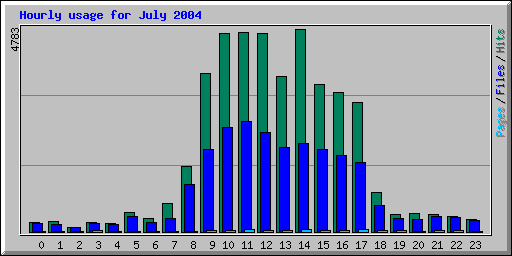 Hourly usage for July 2004
4783
Pages / Files / Hits
0 1 2 3 4 5 6 7 8 9 10 11 12 13 14 15 16 17 18 19 20 21 22 23